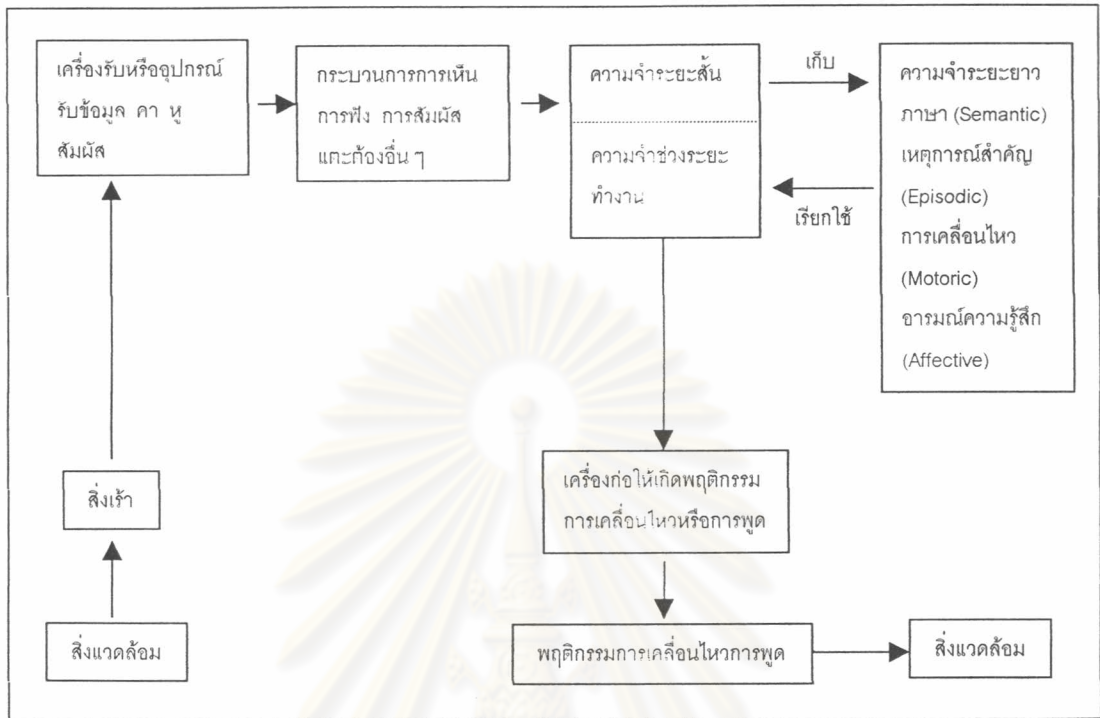 เครื่องรับหรืออุปกรณ์
รับข้อมูล ตา หู
สัมผัส
กระบวนการการเห็น
การฟัง การสัมผัส
และต้องอื่น ๆ
ความจำระยะสั้น
ความจำช่วงระยะ
ทำงาน
เก็บ
เรียกใช้
ความจำระยะยาว
ภาษา (Semantic)
เหตุการณ์สำคัญ
(Episodic)
การเคลื่อนไหว
(Motoric)
อารมณ์ความรู้สึก
(Affective)
สิ่งเร้า
เครื่องก่อให้เกิดพฤติกรรม
การเคลื่อนไหวหรือการพูด
สิ่งแวดล้อม
พฤติกรรมการเคลื่อนไหวการพูด
สิ่งแวดล้อม